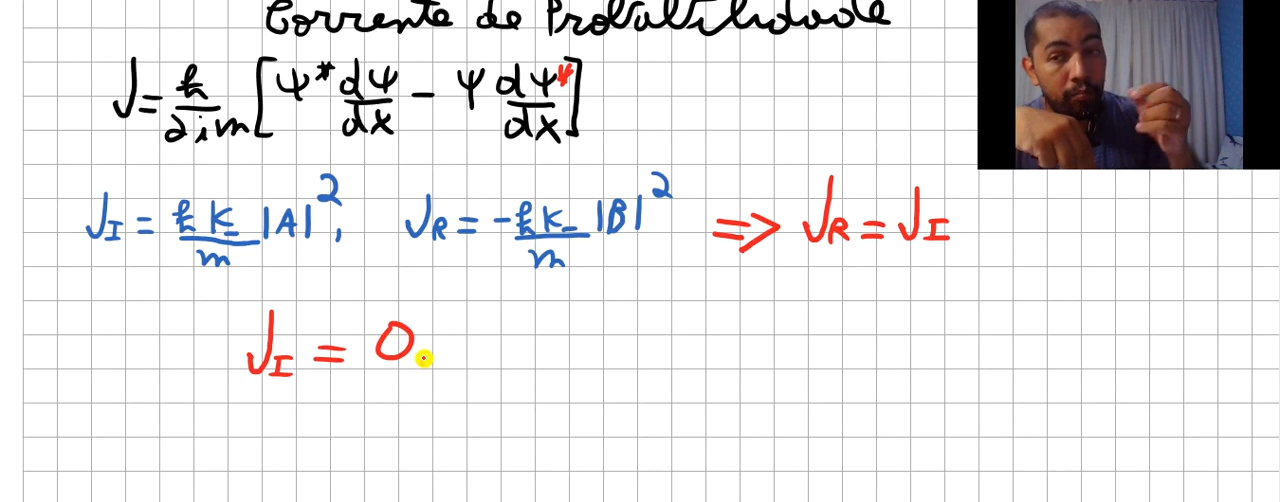 Corrente de Probabilidade
J = ℏ/2im [ Ψ* dΨ/dx − Ψ dΨ*/dx ]
J_I = ℏk₋/m |A|², J_R = −ℏk₋/m |B|² ⇒ J_R = J_I
J_I = 0